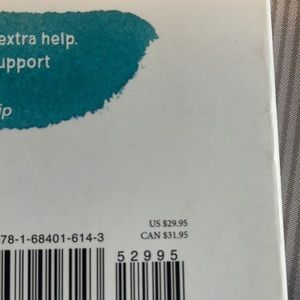 extra help.
upport
ip
US $29.95
CAN $31.95
78-1-68401-614-3
52995